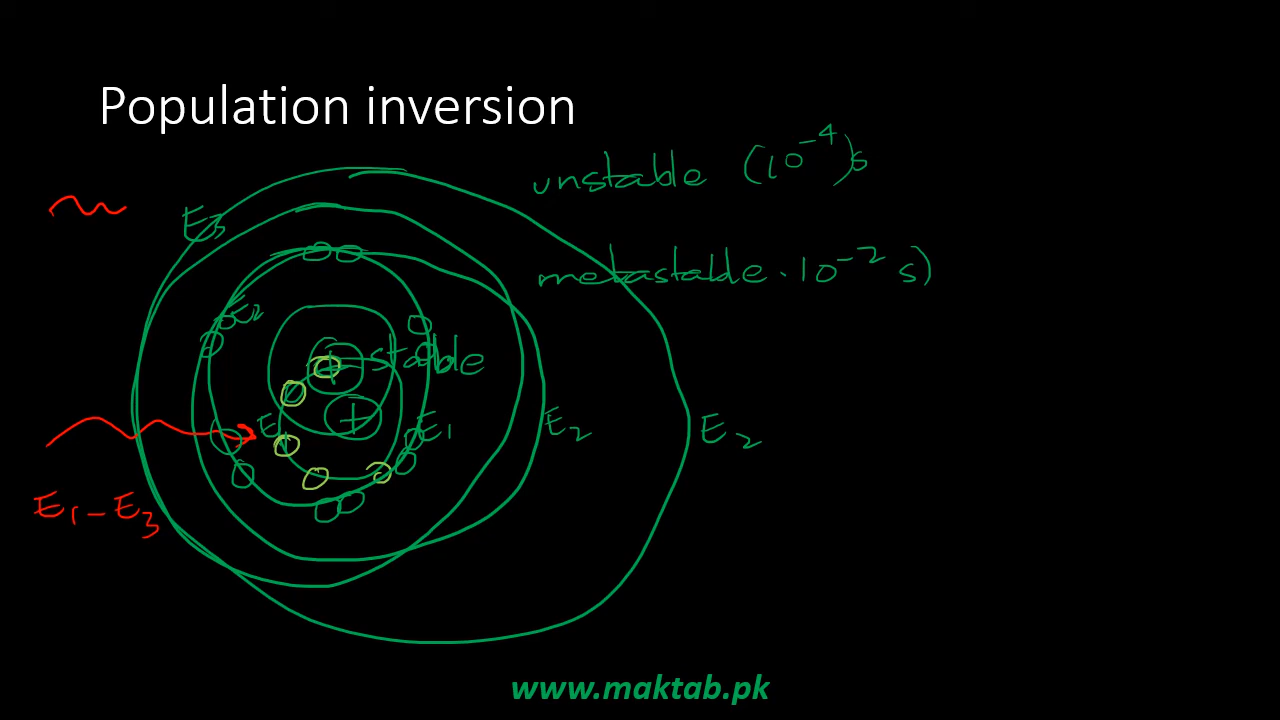 Population inversion
unstable (10⁻⁴)s
E3
metastable · 10⁻² s)
E2
stable
E1
E1
E2
E2
E1 – E3
www.maktab.pk